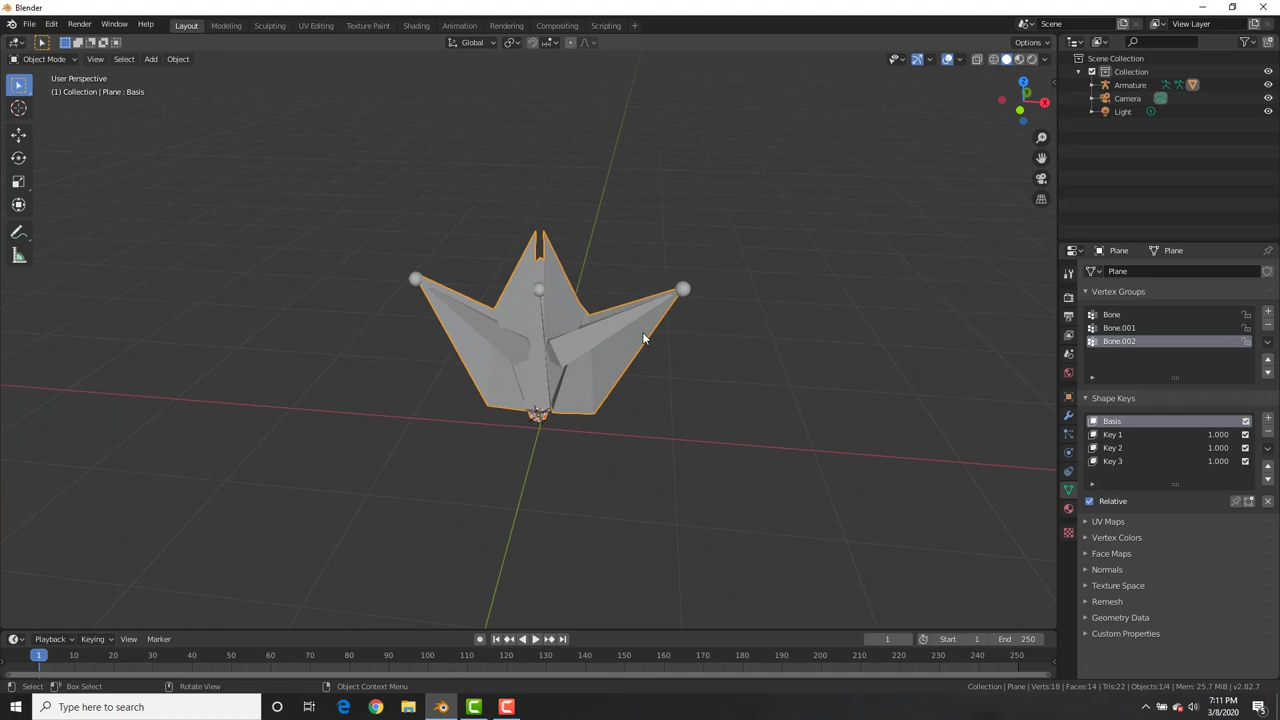 Blender
File Edit Render Window Help Layout Modeling Sculpting UV Editing Texture Paint Shading Animation Rendering Compositing Scripting + Scene View Layer
Global Options
Object Mode View Select Add Object
User Perspective
(1) Collection | Plane : Basis
Z
Y
X
Scene Collection
Collection
Armature
Camera
Light
Plane Plane
Plane
Vertex Groups
Bone
Bone.001
Bone.002
Shape Keys
Basis
Key 1 1.000
Key 2 1.000
Key 3 1.000
Relative
UV Maps
Vertex Colors
Face Maps
Normals
Texture Space
Remesh
Geometry Data
Custom Properties
Playback Keying View Marker 1 Start 1 End 250
1 10 20 30 40 50 60 70 80 90 100 110 120 130 140 150 160 170 180 190 200 210 220 230 240 250
Select Box Select Rotate View Object Context Menu Collection | Plane | Verts:18 | Faces:14 | Tris:22 | Objects:1/4 | Mem: 25.7 MiB | v2.82.7
Type here to search
7:11 PM
3/8/2020
5